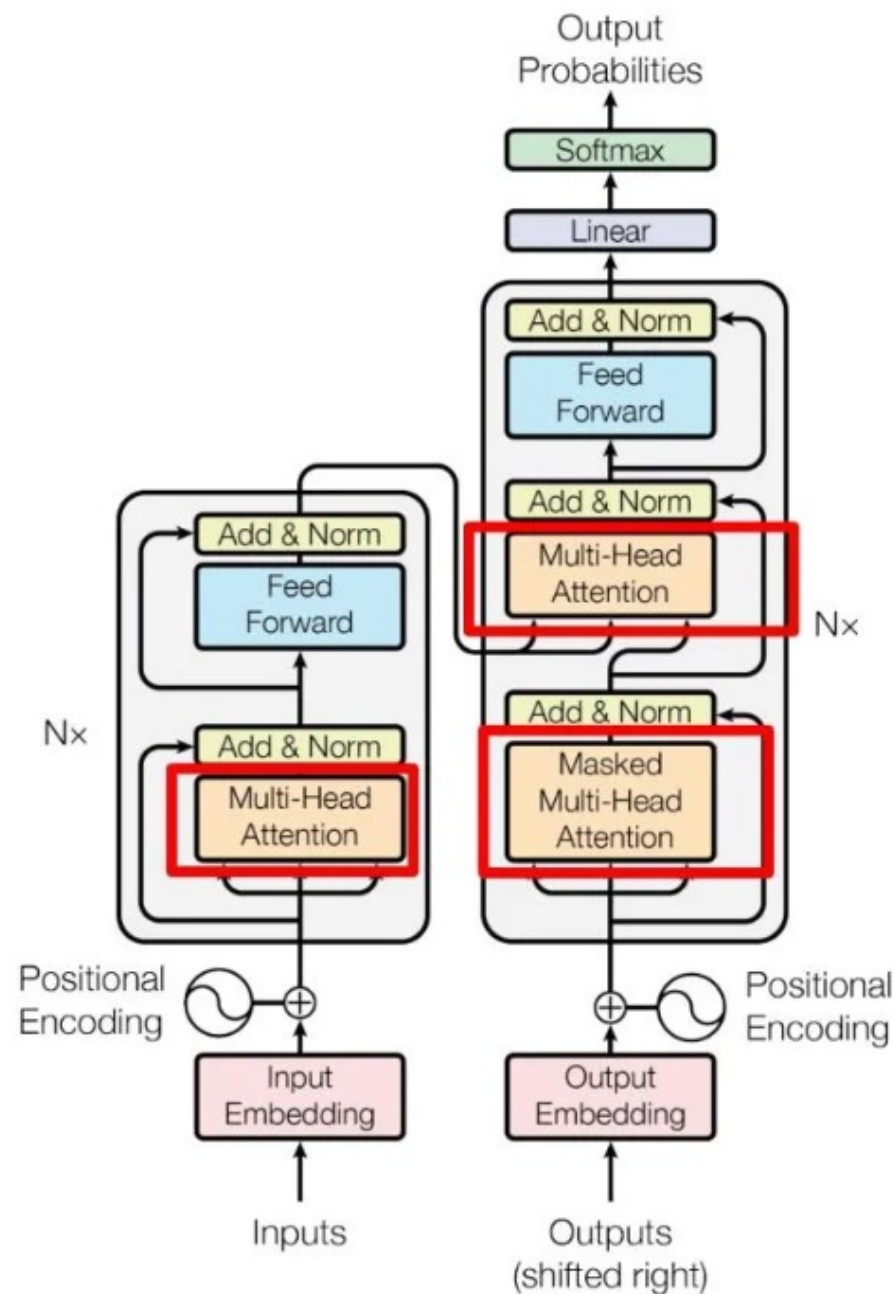 Output
Probabilities
Softmax
Linear
Add & Norm
Feed
Forward
Add & Norm
Multi-Head
Attention
Nx
Add & Norm
Masked
Multi-Head
Attention
Add & Norm
Feed
Forward
Nx
Add & Norm
Multi-Head
Attention
Positional
Encoding
Positional
Encoding
Input
Embedding
Output
Embedding
Inputs
Outputs
(shifted right)